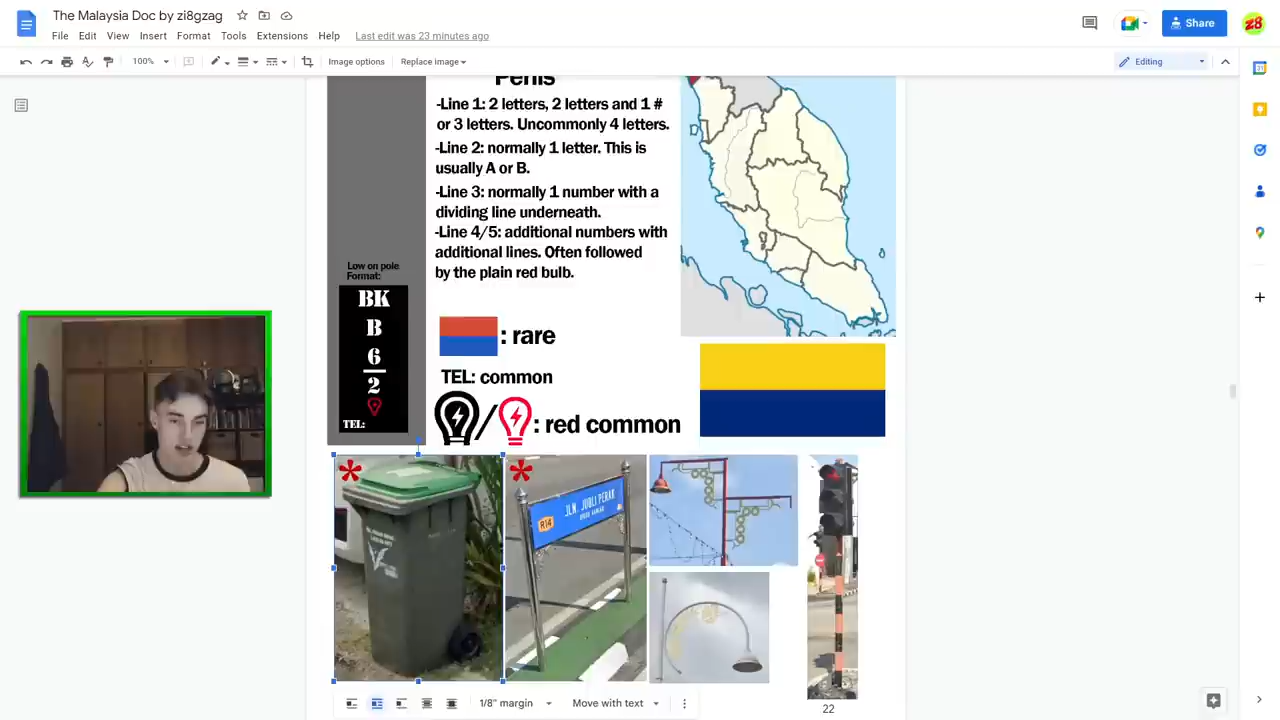 The Malaysia Doc by zi8gzag
File Edit View Insert Format Tools Extensions Help Last edit was 23 minutes ago
Share
Z8
100%
Image options
Replace image
Editing
Perlis
-Line 1: 2 letters, 2 letters and 1 #
or 3 letters. Uncommonly 4 letters.
-Line 2: normally 1 letter. This is
usually A or B.
-Line 3: normally 1 number with a
dividing line underneath.
-Line 4/5: additional numbers with
additional lines. Often followed
by the plain red bulb.
Low on pole
Format:
BK
B
6
2
TEL:
: rare
TEL: common
/ : red common
*
*
R14
JLN. JUBLI PERAK
1/8" margin
Move with text
22